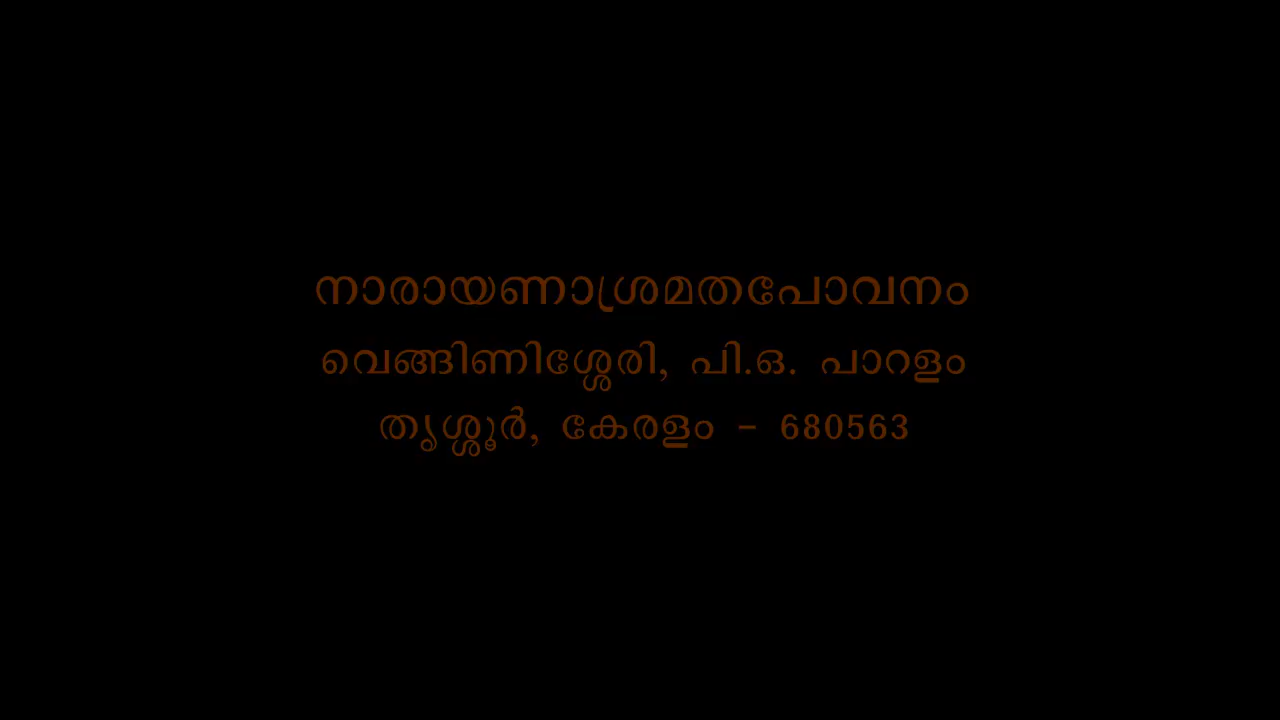 നാരായണാശ്രമതപോവനം
വെങ്ങിണിശ്ശേരി, പി.ഒ. പാറളം
തൃശ്ശൂർ, കേരളം - 680563